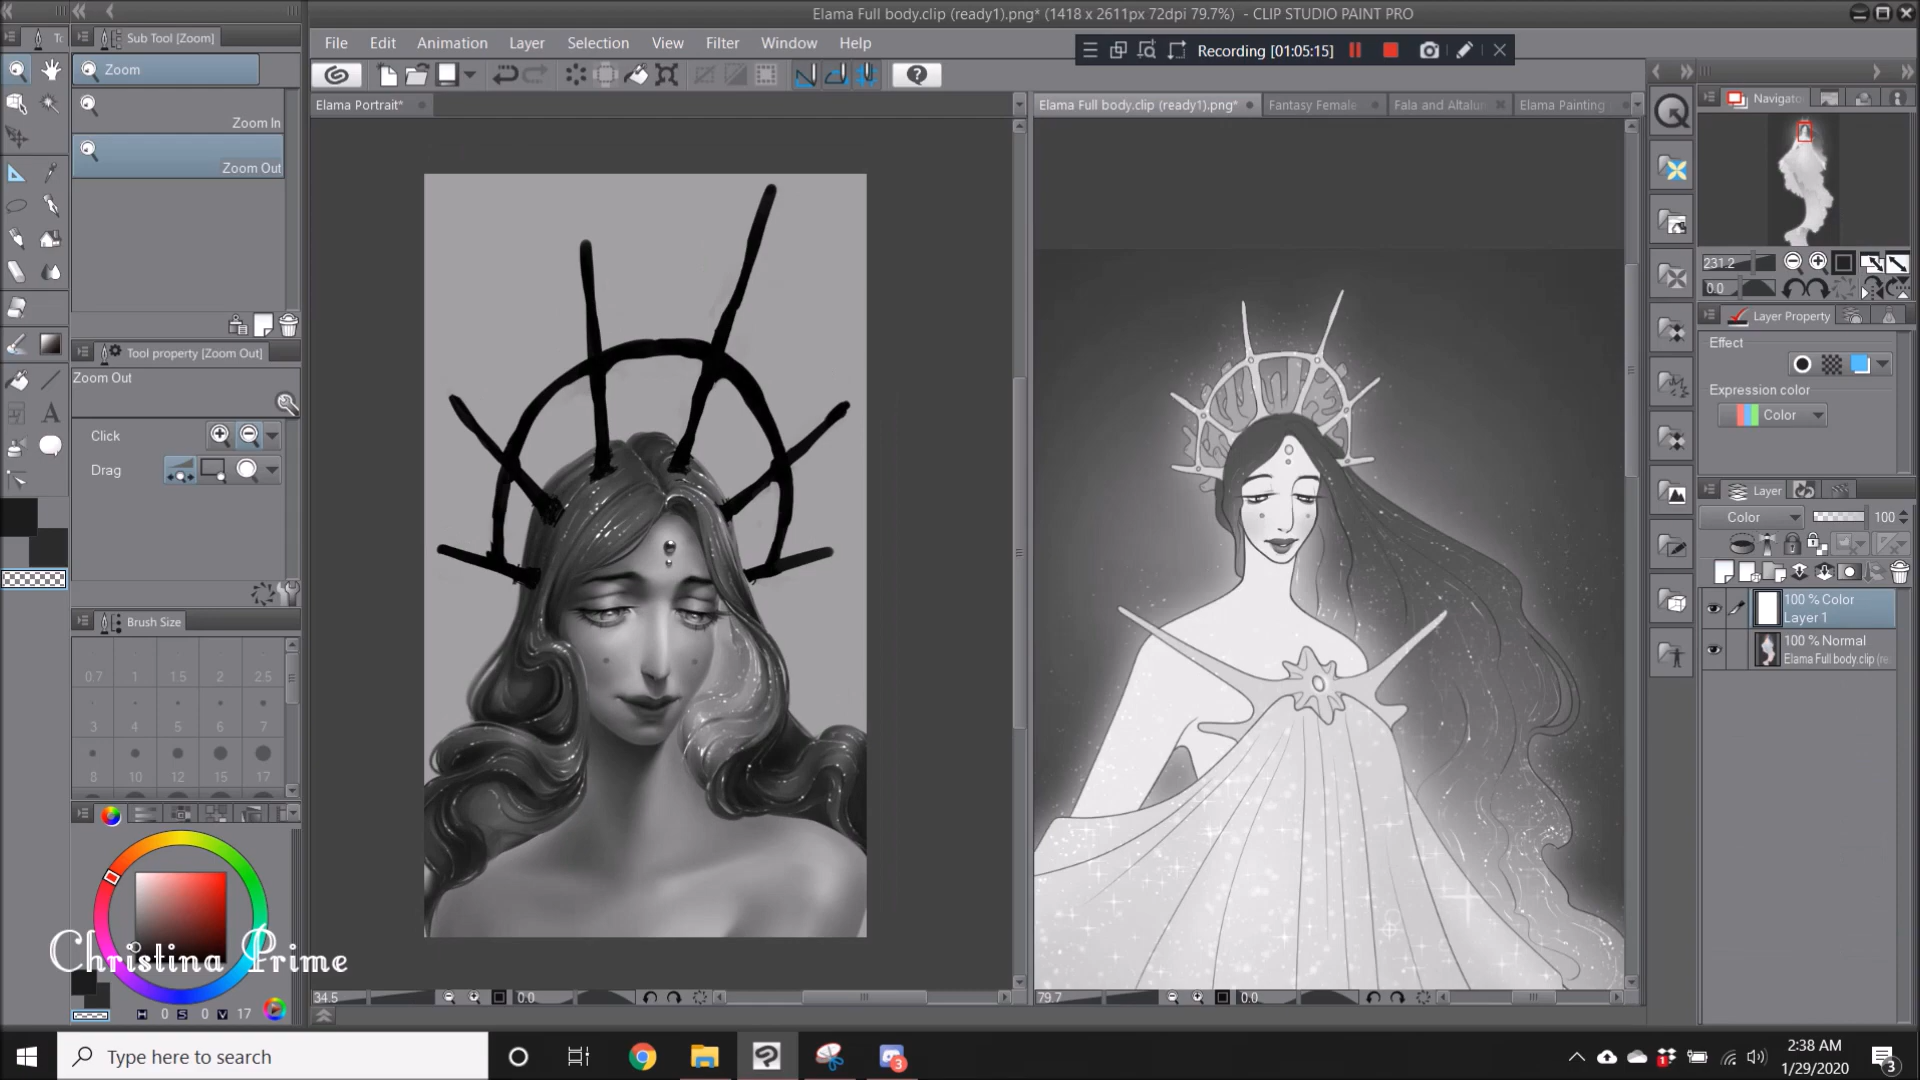 Elama Full body.clip (ready1).png* (1418 x 2611px 72dpi 79.7%) - CLIP STUDIO PAINT PRO
Sub Tool [Zoom]
File Edit Animation Layer Selection View Filter Window Help
Recording [01:05:15]
Zoom
Elama Portrait*
Elama Full body.clip (ready1).png* Fantasy Female Fala and Altalun Elama Painting
Navigato
Zoom In
Zoom Out
231.2
0.0
Layer Property
Effect
Expression color
Color
Tool property [Zoom Out]
Zoom Out
Click
Drag
Layer
Color 100
100 % Color
Layer 1
100 % Normal
Elama Full body.clip (re
Brush Size
0.7 1 1.5 2 2.5
3 4 5 6 7
8 10 12 15 17
Christina Prime
H 0 S 0 V 17
34.5 0.0
79.7 0.0
Type here to search
3
1
2:38 AM
1/29/2020
3